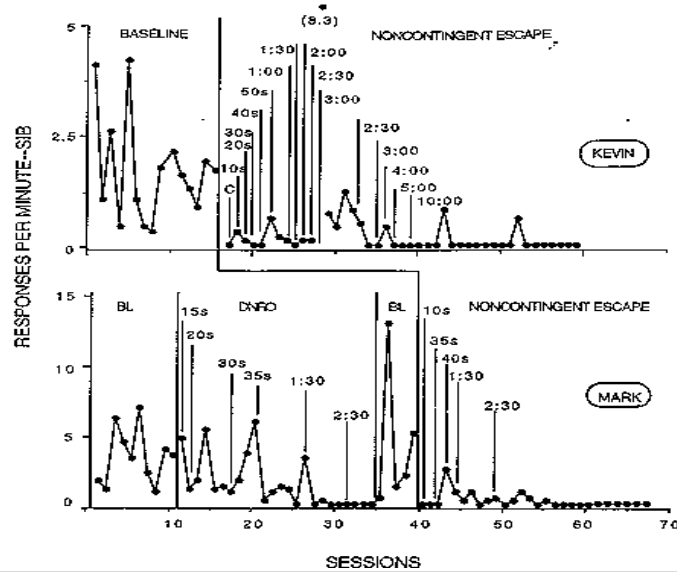 (8.3)
BASELINE
NONCONTINGENT ESCAPE
1:30
2:00
1:00
2:30
50s
3:00
40s
2:30
30s
20s
3:00
10s
4:00
C
5:00
10:00
KEVIN
5
2.5
0
RESPONSES PER MINUTE--SIB
15
10
5
0
BL
DNRO
BL
NONCONTINGENT ESCAPE
15s
20s
30s
35s
1:30
2:30
10s
35s
40s
1:30
2:30
MARK
10
20
30
40
50
60
70
SESSIONS